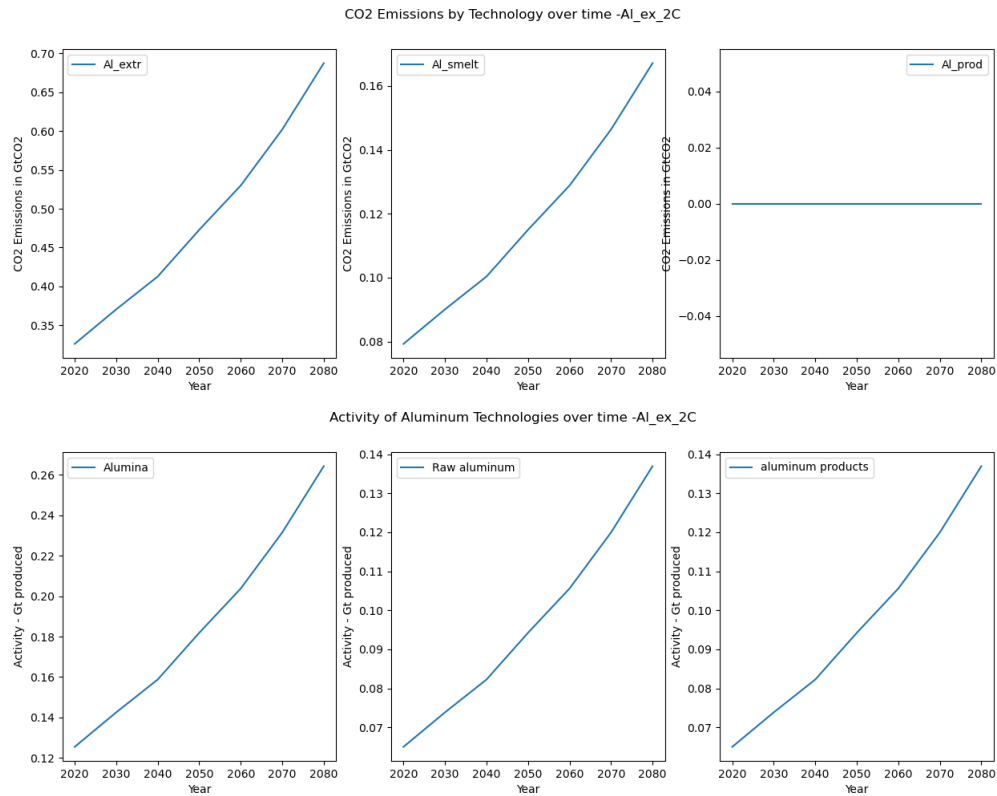 CO2 Emissions by Technology over time -Al_ex_2C
Al_extr
0.70
0.65
0.60
0.55
0.50
0.45
0.40
0.35
CO2 Emissions in GtCO2
2020 2030 2040 2050 2060 2070 2080
Year
Al_smelt
0.16
0.14
0.12
0.10
0.08
CO2 Emissions in GtCO2
2020 2030 2040 2050 2060 2070 2080
Year
Al_prod
0.04
0.02
0.00
−0.02
−0.04
CO2 Emissions in GtCO2
2020 2030 2040 2050 2060 2070 2080
Year
Activity of Aluminum Technologies over time -Al_ex_2C
Alumina
0.26
0.24
0.22
0.20
0.18
0.16
0.14
0.12
Activity - Gt produced
2020 2030 2040 2050 2060 2070 2080
Year
Raw aluminum
0.14
0.13
0.12
0.11
0.10
0.09
0.08
0.07
Activity - Gt produced
2020 2030 2040 2050 2060 2070 2080
Year
aluminum products
0.14
0.13
0.12
0.11
0.10
0.09
0.08
0.07
Activity - Gt produced
2020 2030 2040 2050 2060 2070 2080
Year